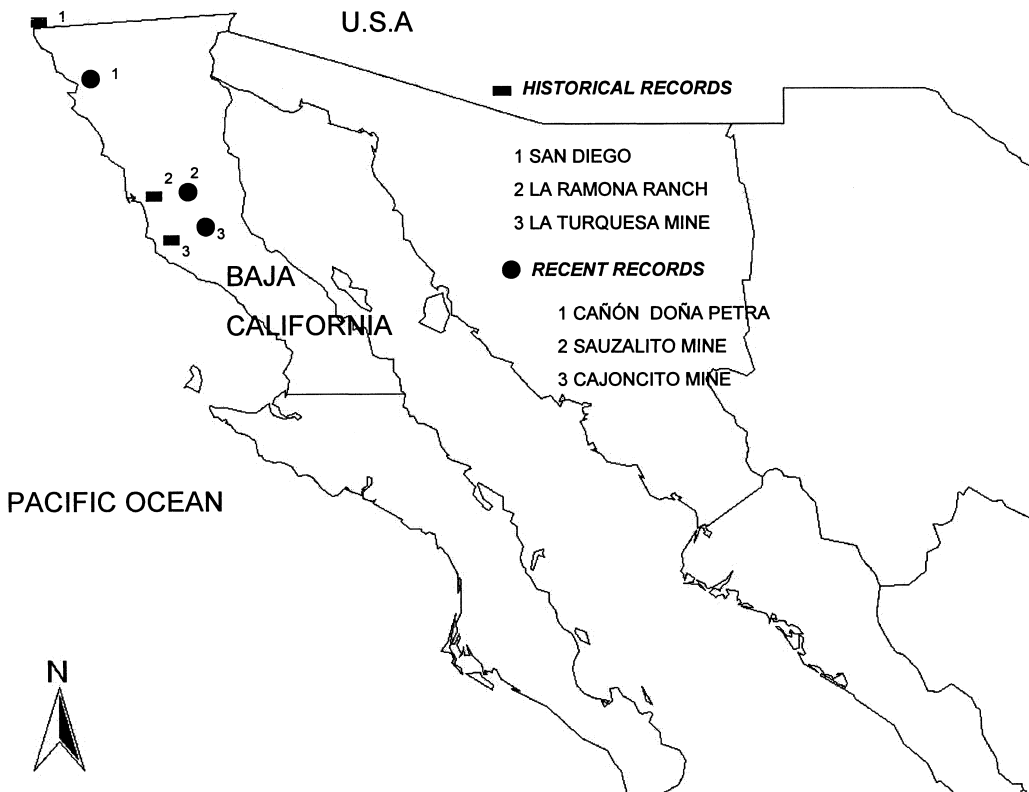 U.S.A
1
1
HISTORICAL RECORDS
1 SAN DIEGO
2 LA RAMONA RANCH
3 LA TURQUESA MINE
2
2
3
3
RECENT RECORDS
1 CAÑÓN DOÑA PETRA
2 SAUZALITO MINE
3 CAJONCITO MINE
BAJA
CALIFORNIA
PACIFIC OCEAN
N